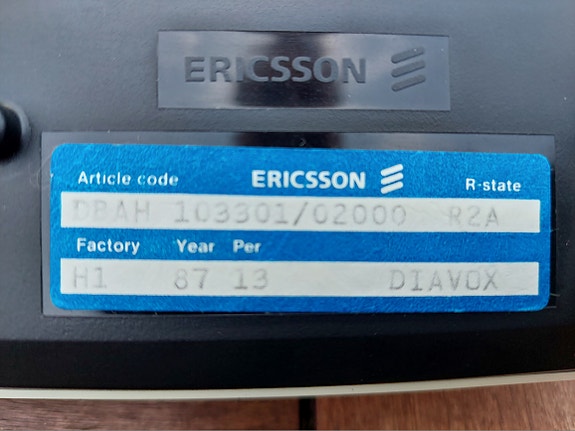 ERICSSON
Article code ERICSSON R-state
DBAH 103301/02000 R2A
Factory Year Per
H1 87 13 DIAVOX